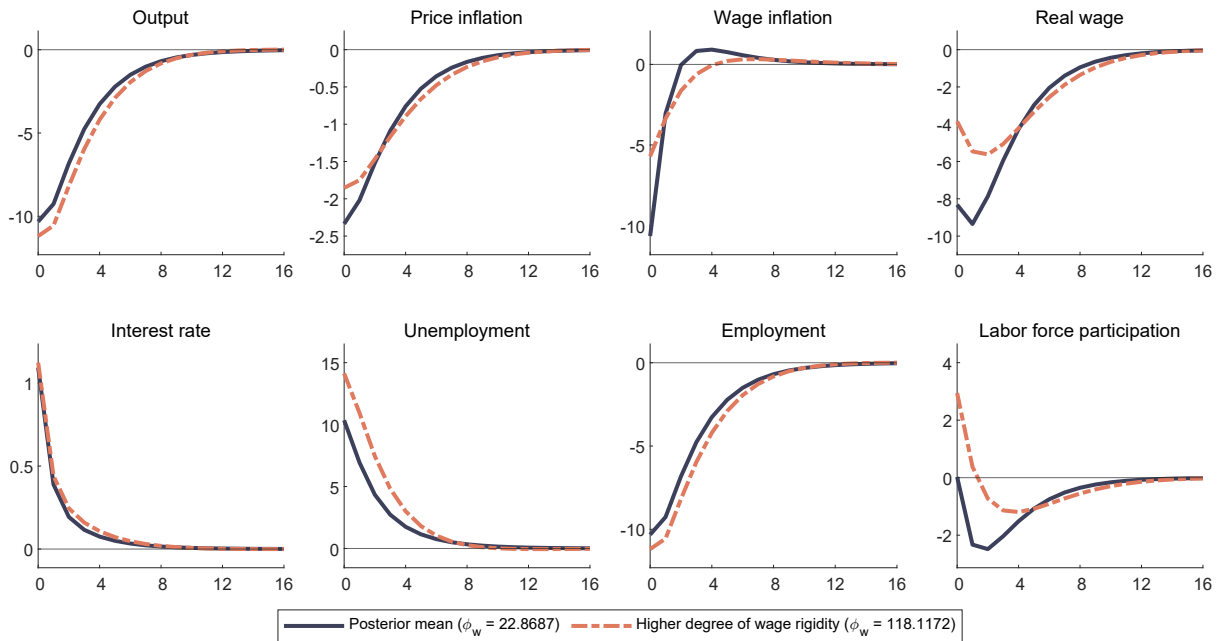 Output Price inflation Wage inflation Real wage
0 0 0 0
-5 -0.5 -5 -2
-10 -1 -10 -4
-1.5 -6
-2 -8
-2.5 -10
0 4 8 12 16 0 4 8 12 16 0 4 8 12 16 0 4 8 12 16
Interest rate Unemployment Employment Labor force participation
1 15 0 4
0.5 10 -5 2
0 5 -10 0
0 -2
0 4 8 12 16 0 4 8 12 16 0 4 8 12 16 0 4 8 12 16
Posterior mean (ϕ_w = 22.8687) Higher degree of wage rigidity (ϕ_w = 118.1172)